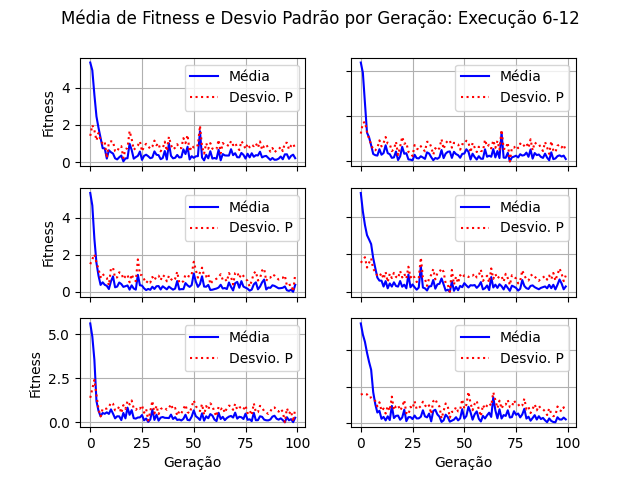 Média de Fitness e Desvio Padrão por Geração: Execução 6-12
Fitness
4
2
0
Média
Desvio. P
Média
Desvio. P
Fitness
4
2
0
Média
Desvio. P
Média
Desvio. P
Fitness
5.0
2.5
0.0
Média
Desvio. P
Média
Desvio. P
0 25 50 75 100
0 25 50 75 100
Geração
Geração